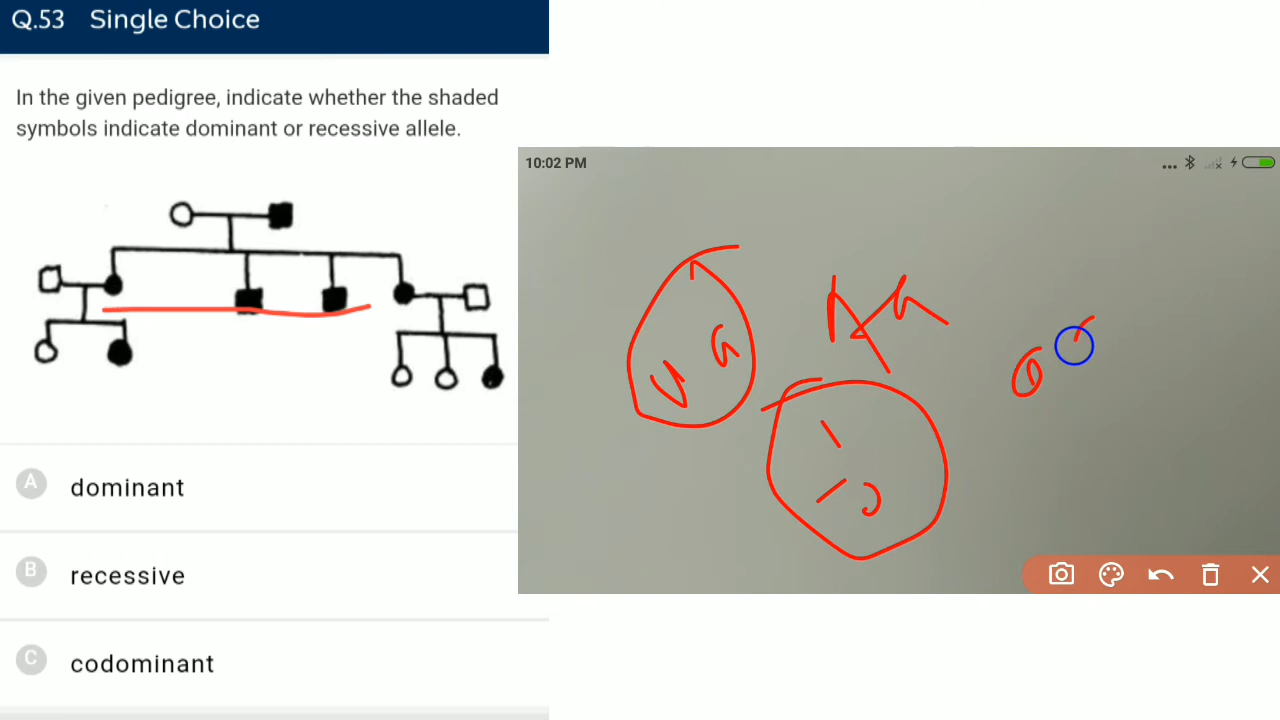 Q.53 Single Choice
In the given pedigree, indicate whether the shaded
symbols indicate dominant or recessive allele.
10:02 PM
A dominant
B recessive
C codominant